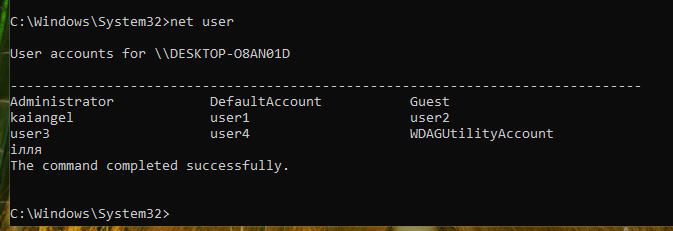 C:\Windows\System32>net user
User accounts for \\DESKTOP-O8AN01D
-------------------------------------------------------------------------------
Administrator            DefaultAccount           Guest
kaiangel                 user1                    user2
user3                    user4                    WDAGUtilityAccount
ілля
The command completed successfully.
C:\Windows\System32>